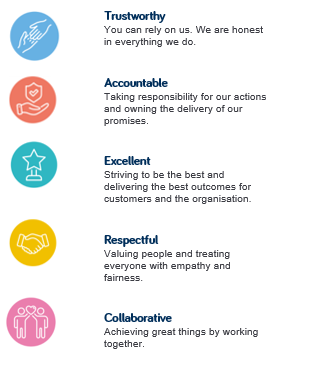 Trustworthy
You can rely on us. We are honest
in everything we do.
Accountable
Taking responsibility for our actions
and owning the delivery of our
promises.
Excellent
Striving to be the best and
delivering the best outcomes for
customers and the organisation.
Respectful
Valuing people and treating
everyone with empathy and
fairness.
Collaborative
Achieving great things by working
together.